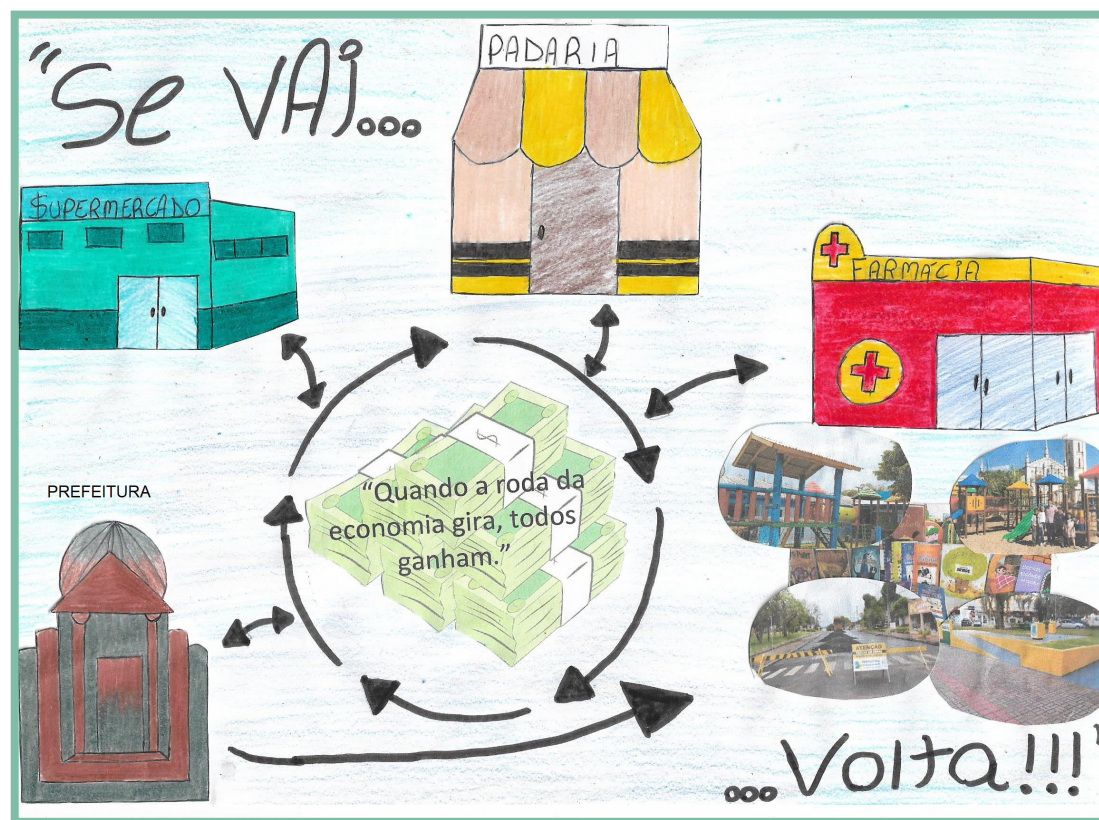 "Se VAi...
PADARIA
$UPERMERCADO
FARMÁCIA
PREFEITURA
"Quando a roda da
economia gira, todos
ganham."
ATENÇÃO
...Volta!!!"